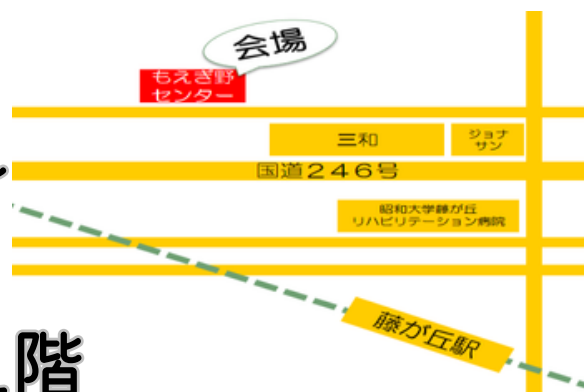 会場
もえぎ野
センター
三和
ジョナ
サン
国道246号
昭和大学藤が丘
リハビリテーション病院
藤が丘駅
階